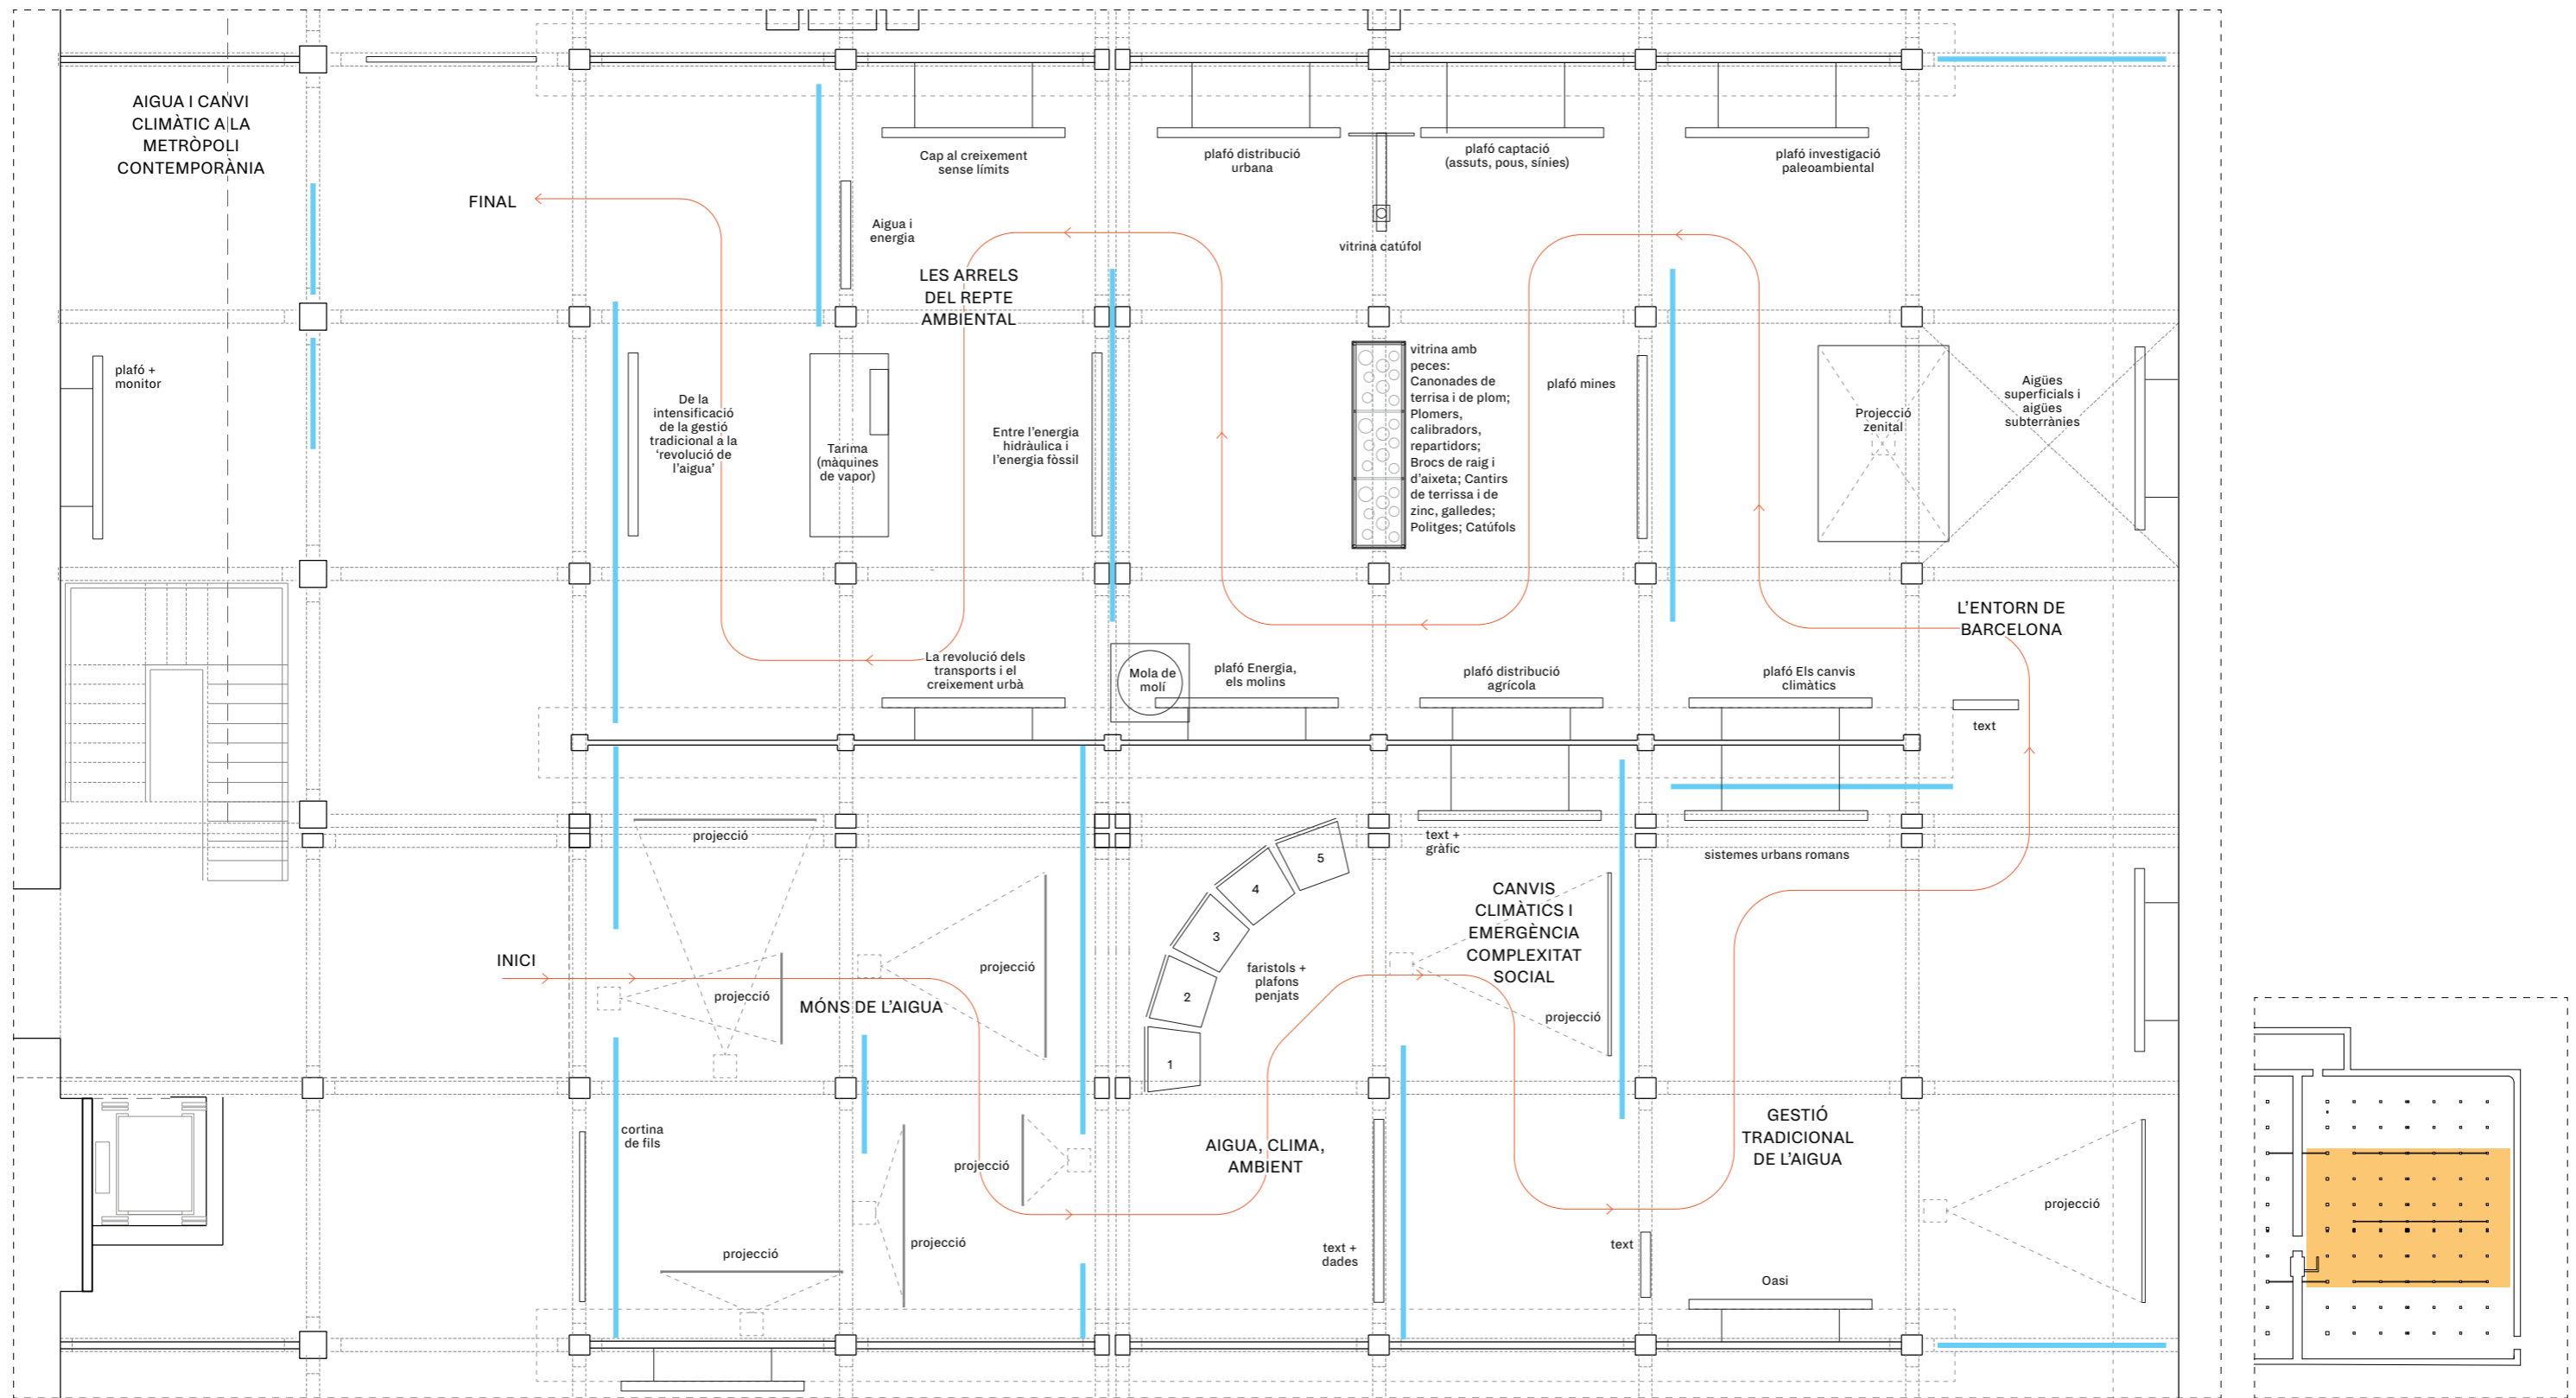 AIGUA I CANVI
CLIMÀTIC A LA
METRÒPOLI
CONTEMPORÀNIA
FINAL
Cap al creixement
sense límits
plafó distribució
urbana
plafó captació
(assuts, pous, sínies)
plafó investigació
paleoambiental
Aigua i
energia
vitrina catúfol
LES ARRELS
DEL REPTE
AMBIENTAL
plafó +
monitor
De la
intensificació
de la gestió
tradicional a la
‘revolució de
l’aigua’
Tarima
(màquines
de vapor)
Entre l’energia
hidràulica i
l’energia fòssil
vitrina amb
peces:
Canonades de
terrisa i de plom;
Plomers,
calibradors,
repartidors;
Brocs de raig i
d’aixeta; Cantirs
de terrissa i de
zinc, galledes;
Politges; Catúfols
plafó mines
Projecció
zenital
Aigües
superficials i
aigües
subterrànies
L’ENTORN DE
BARCELONA
La revolució dels
transports i el
creixement urbà
Mola de
molí
plafó Energia,
els molins
plafó distribució
agrícola
plafó Els canvis
climàtics
text
projecció
text +
gràfic
sistemes urbans romans
5
4
3
2
1
INICI
projecció
projecció
MÓNS DE L’AIGUA
faristols +
plafons
penjats
CANVIS
CLIMÀTICS I
EMERGÈNCIA
COMPLEXITAT
SOCIAL
projecció
cortina
de fils
projecció
AIGUA, CLIMA,
AMBIENT
GESTIÓ
TRADICIONAL
DE L’AIGUA
projecció
projecció
projecció
text +
dades
text
Oasi